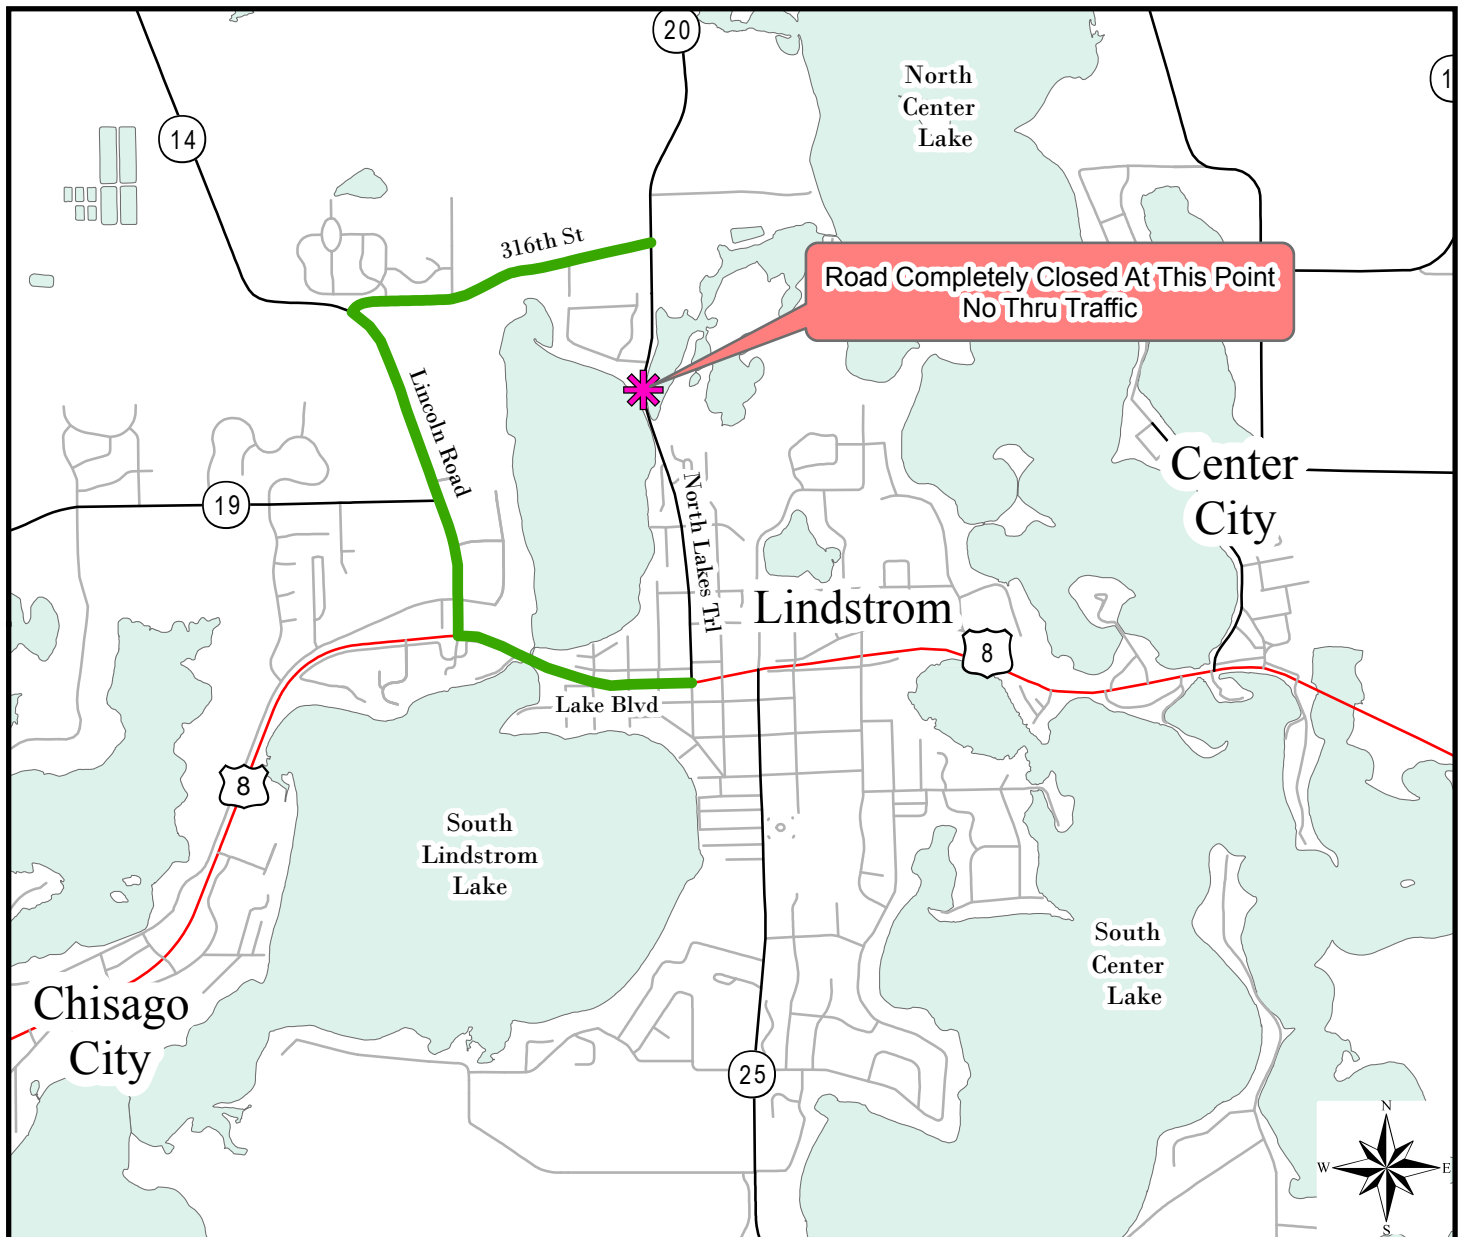 20
North
Center
Lake
1
14
316th St
Road Completely Closed At This Point
No Thru Traffic
Lincoln Road
19
North Lakes Trl
Center
City
Lindstrom
8
Lake Blvd
8
South
Lindstrom
Lake
South
Center
Lake
Chisago
City
25
N
W
E
S